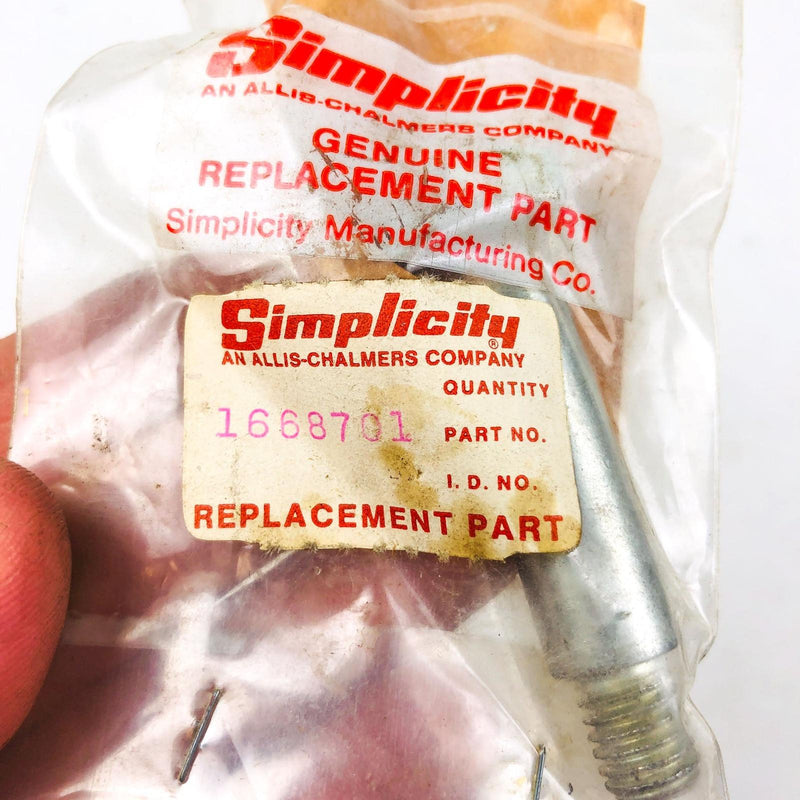 Simplicity
AN ALLIS-CHALMERS COMPANY
GENUINE
REPLACEMENT PART
Simplicity Manufacturing Co.
Simplicity®
AN ALLIS-CHALMERS COMPANY
QUANTITY
1668701 PART NO.
I. D. NO.
REPLACEMENT PART